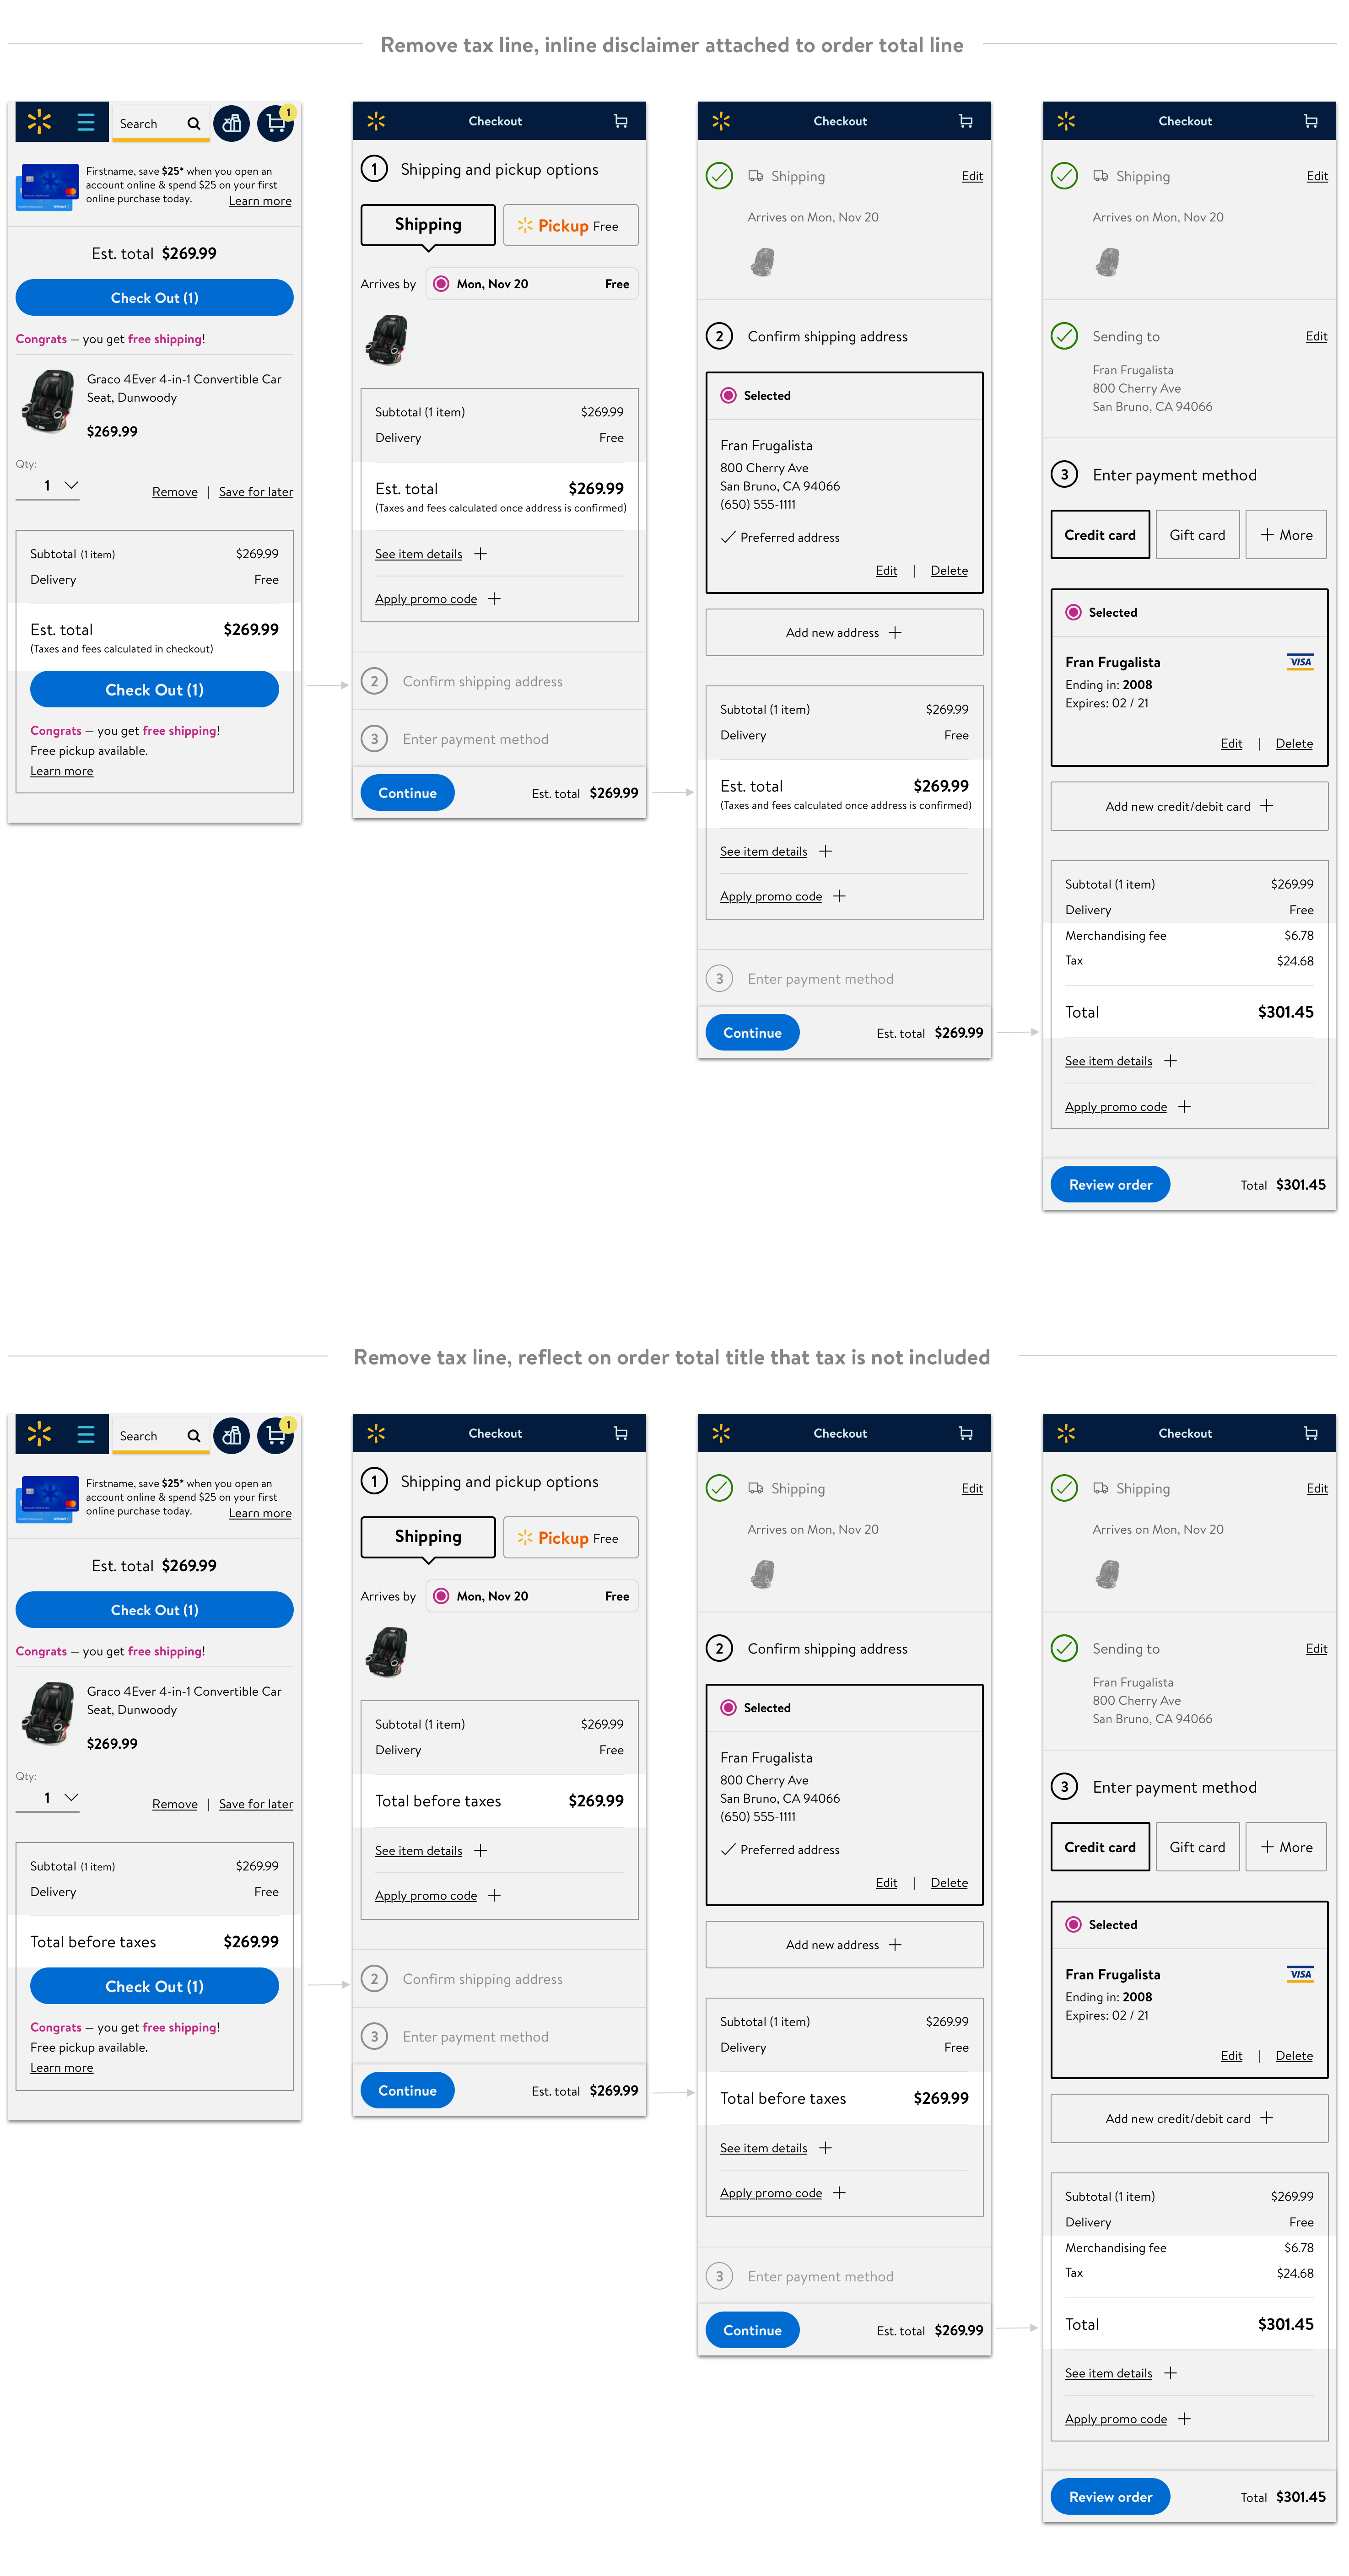 Remove tax line, inline disclaimer attached to order total line
Search
1
Firstname, save $25* when you open an
account online & spend $25 on your first
online purchase today.
Learn more
Est. total $269.99
Check Out (1)
Congrats — you get free shipping!
Graco 4Ever 4-in-1 Convertible Car
Seat, Dunwoody
$269.99
Qty:
1
Remove | Save for later
Subtotal (1 item) $269.99
Delivery Free
Est. total $269.99
(Taxes and fees calculated in checkout)
Check Out (1)
Congrats — you get free shipping!
Free pickup available.
Learn more
Checkout
1 Shipping and pickup options
Shipping
Pickup Free
Arrives by Mon, Nov 20 Free
Subtotal (1 item) $269.99
Delivery Free
Est. total $269.99
(Taxes and fees calculated once address is confirmed)
See item details
Apply promo code
2 Confirm shipping address
3 Enter payment method
Continue Est. total $269.99
Checkout
Shipping Edit
Arrives on Mon, Nov 20
2 Confirm shipping address
Selected
Fran Frugalista
800 Cherry Ave
San Bruno, CA 94066
(650) 555-1111
Preferred address
Edit | Delete
Add new address
Subtotal (1 item) $269.99
Delivery Free
Est. total $269.99
(Taxes and fees calculated once address is confirmed)
See item details
Apply promo code
3 Enter payment method
Continue Est. total $269.99
Checkout
Shipping Edit
Arrives on Mon, Nov 20
Sending to Edit
Fran Frugalista
800 Cherry Ave
San Bruno, CA 94066
3 Enter payment method
Credit card Gift card + More
Selected
Fran Frugalista VISA
Ending in: 2008
Expires: 02 / 21
Edit | Delete
Add new credit/debit card
Subtotal (1 item) $269.99
Delivery Free
Merchandising fee $6.78
Tax $24.68
Total $301.45
See item details
Apply promo code
Review order Total $301.45
Remove tax line, reflect on order total title that tax is not included
Search
1
Firstname, save $25* when you open an
account online & spend $25 on your first
online purchase today.
Learn more
Est. total $269.99
Check Out (1)
Congrats — you get free shipping!
Graco 4Ever 4-in-1 Convertible Car
Seat, Dunwoody
$269.99
Qty:
1
Remove | Save for later
Subtotal (1 item) $269.99
Delivery Free
Total before taxes $269.99
Check Out (1)
Congrats — you get free shipping!
Free pickup available.
Learn more
Checkout
1 Shipping and pickup options
Shipping
Pickup Free
Arrives by Mon, Nov 20 Free
Subtotal (1 item) $269.99
Delivery Free
Total before taxes $269.99
See item details
Apply promo code
2 Confirm shipping address
3 Enter payment method
Continue Est. total $269.99
Checkout
Shipping Edit
Arrives on Mon, Nov 20
2 Confirm shipping address
Selected
Fran Frugalista
800 Cherry Ave
San Bruno, CA 94066
(650) 555-1111
Preferred address
Edit | Delete
Add new address
Subtotal (1 item) $269.99
Delivery Free
Total before taxes $269.99
See item details
Apply promo code
3 Enter payment method
Continue Est. total $269.99
Checkout
Shipping Edit
Arrives on Mon, Nov 20
Sending to Edit
Fran Frugalista
800 Cherry Ave
San Bruno, CA 94066
3 Enter payment method
Credit card Gift card + More
Selected
Fran Frugalista VISA
Ending in: 2008
Expires: 02 / 21
Edit | Delete
Add new credit/debit card
Subtotal (1 item) $269.99
Delivery Free
Merchandising fee $6.78
Tax $24.68
Total $301.45
See item details
Apply promo code
Review order Total $301.45